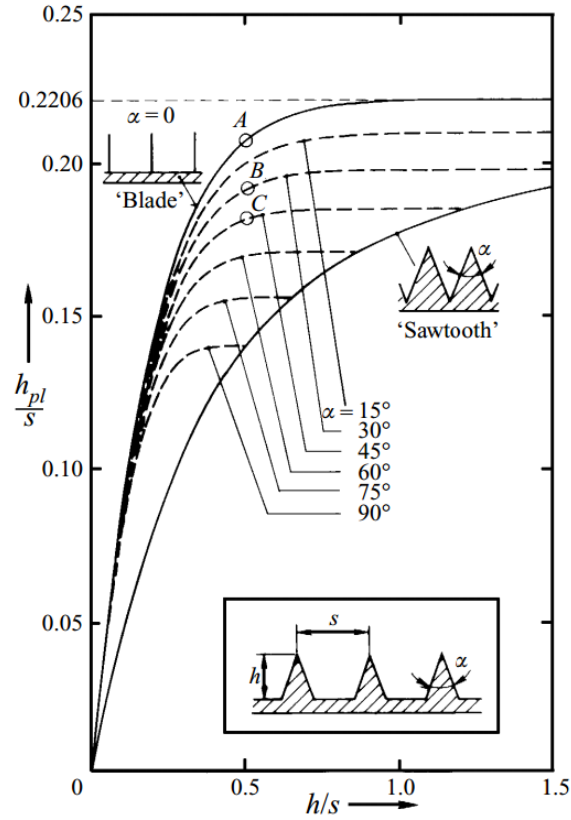 0.25
0.2206
α = 0
A
0.20
B
'Blade'
C
α
0.15
'Sawtooth'
h_pl/s
α = 15°
30°
45°
0.10
60°
75°
90°
0.05
s
h
α
0
0.5
1.0
1.5
h/s